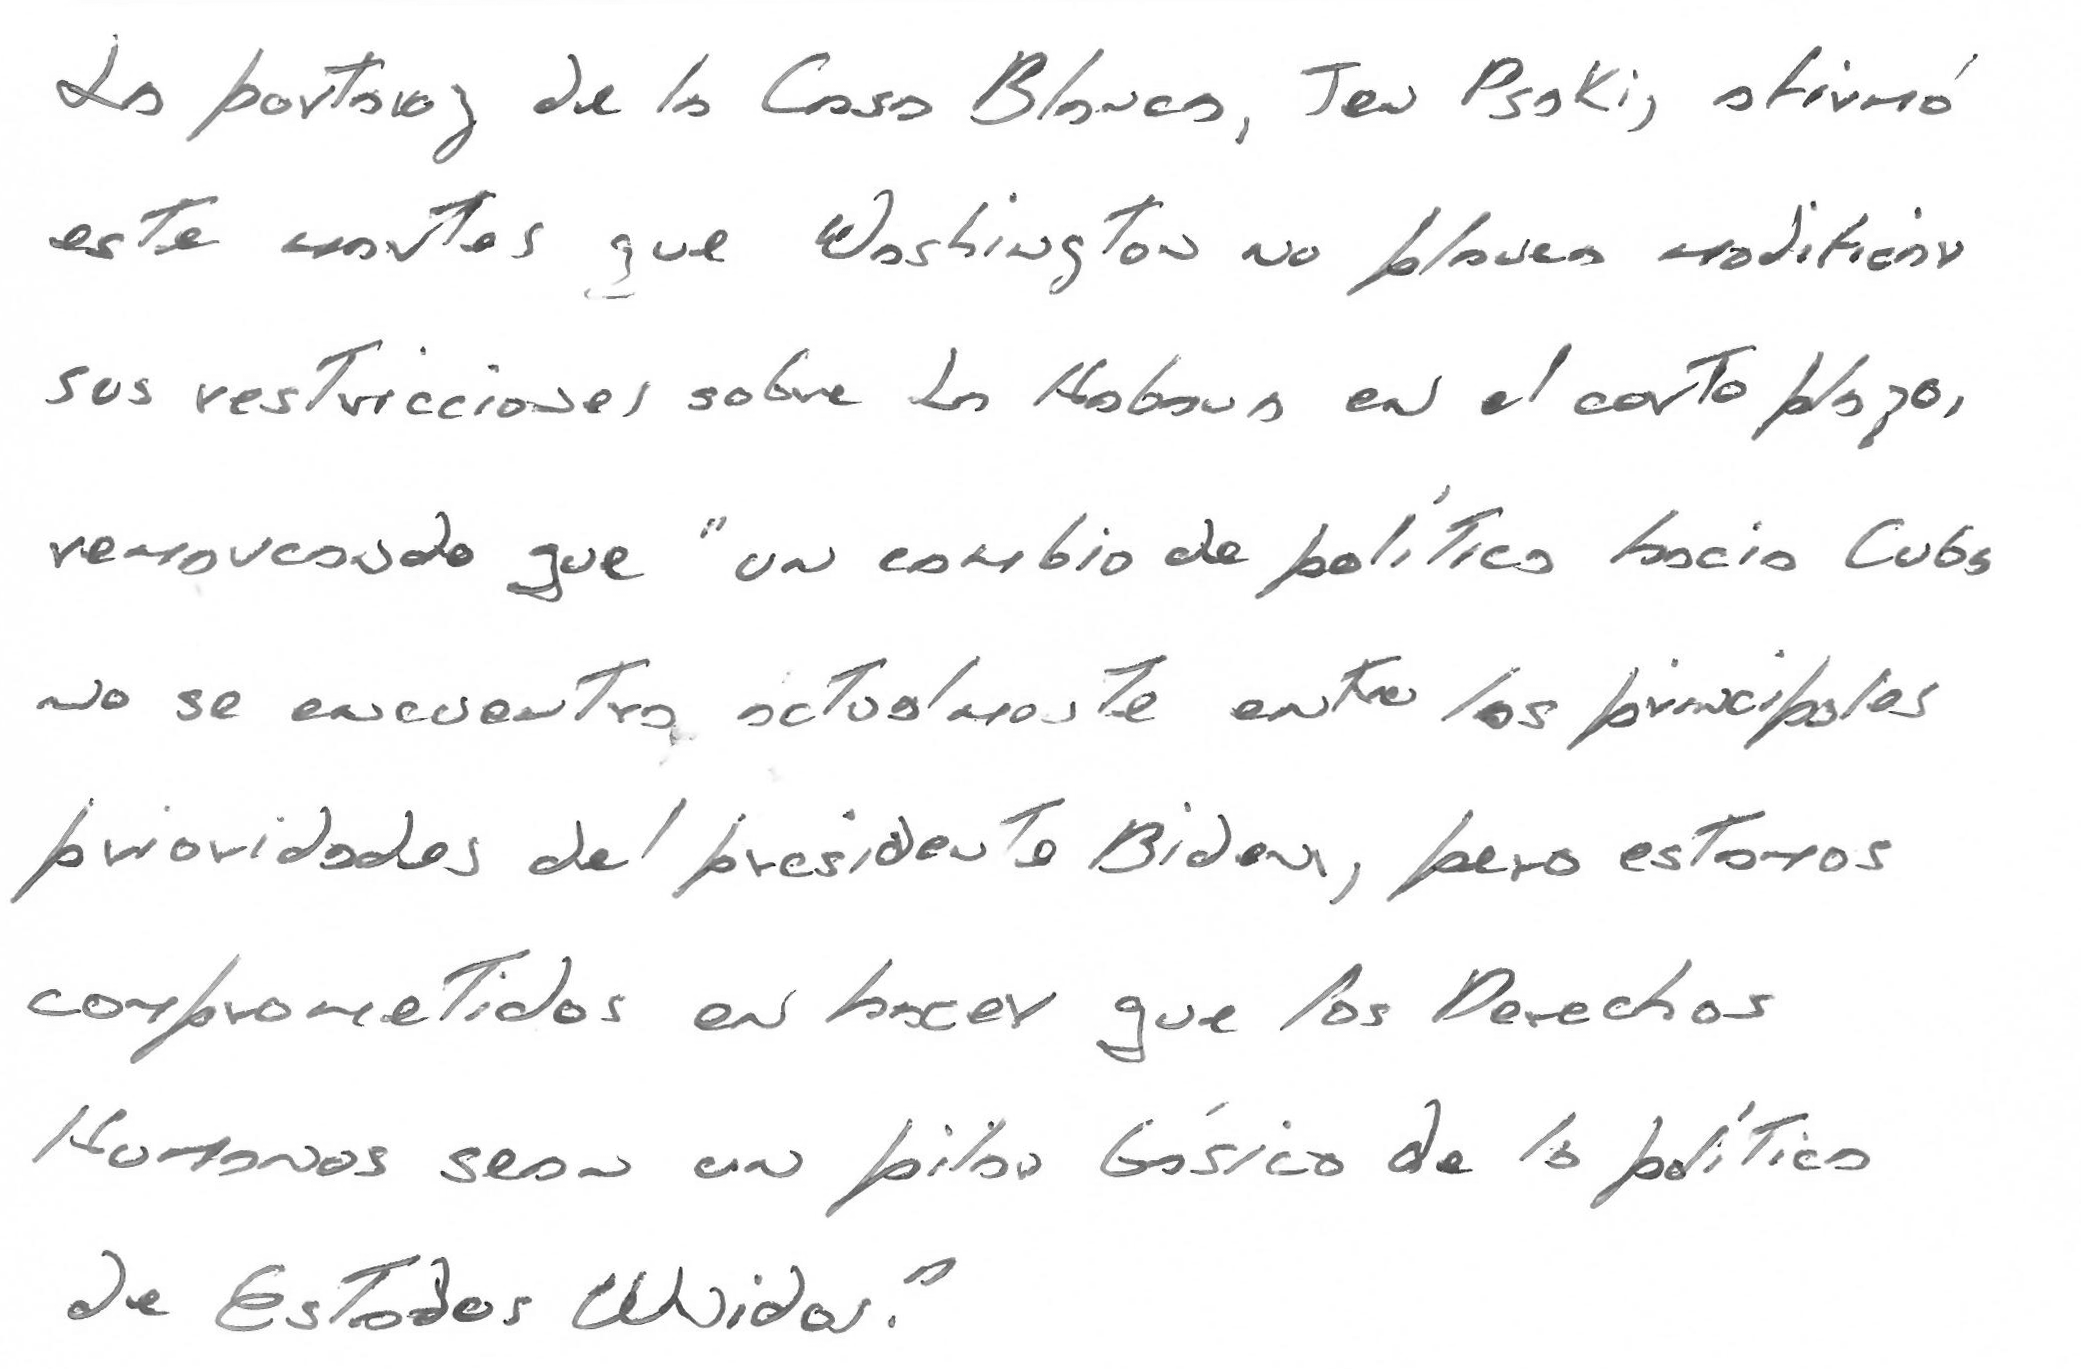 La portavoz de la Casa Blanca, Jen Psaki, afirmó
este martes que Washington no planea modificar
sus restricciones sobre La Habana en el corto plazo,
remarcando que "un cambio de política hacia Cuba
no se encuentra actualmente entre las principales
prioridades del presidente Biden, pero estamos
comprometidos en hacer que los Derechos
Humanos sean un pilar básico de la política
de Estados Unidos."